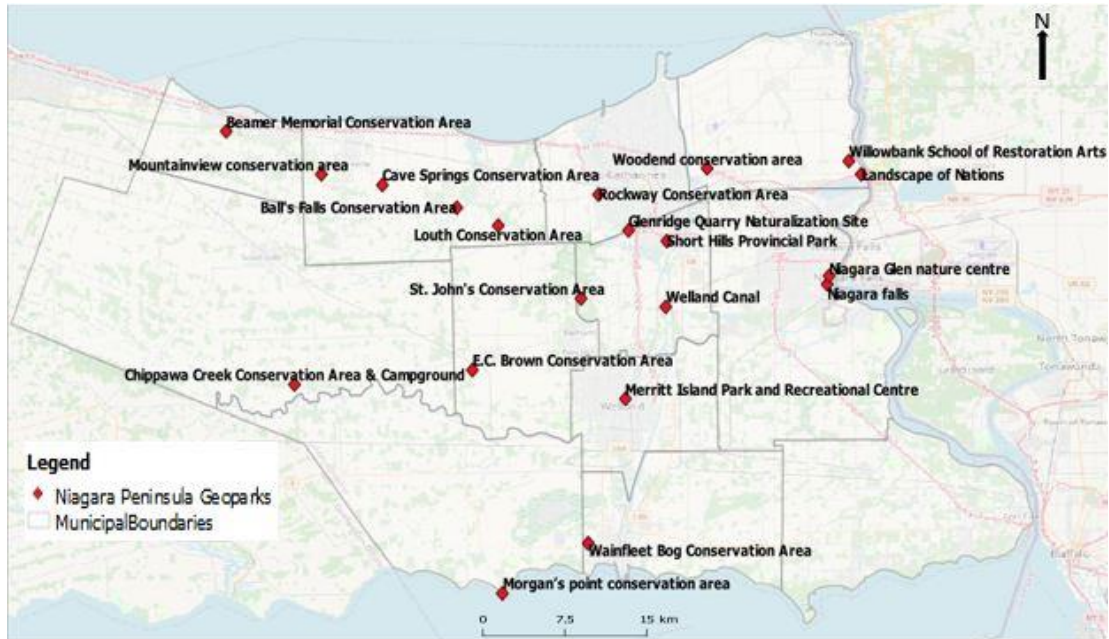 N
Beamer Memorial Conservation Area
Mountainview conservation area
Cave Springs Conservation Area
Woodend conservation area
Willowbank School of Restoration Arts
Landscape of Nations
Rockway Conservation Area
Ball's Falls Conservation Area
Louth Conservation Area
Glenridge Quarry Naturalization Site
Short Hills Provincial Park
Niagara Glen nature centre
Niagara falls
St. John's Conservation Area
Welland Canal
E.C. Brown Conservation Area
Chippawa Creek Conservation Area & Campground
Merritt Island Park and Recreational Centre
Legend
Niagara Peninsula Geoparks
MunicipalBoundaries
Wainfleet Bog Conservation Area
Morgan's point conservation area
0 7.5 15 km